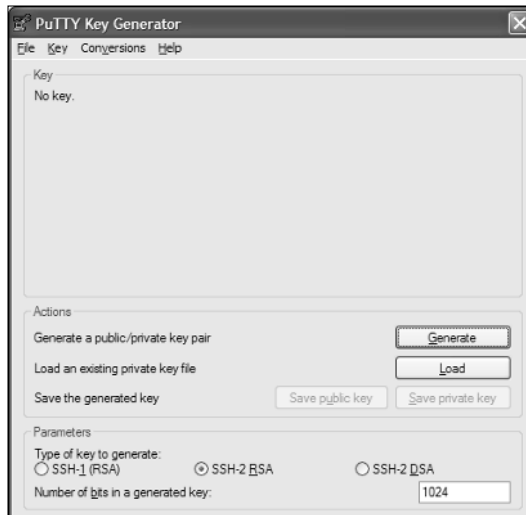 PuTTY Key Generator
File Key Conversions Help
Key
No key.
Actions
Generate a public/private key pair
Generate
Load an existing private key file
Load
Save the generated key
Save public key
Save private key
Parameters
Type of key to generate:
SSH-1 (RSA) SSH-2 RSA SSH-2 DSA
Number of bits in a generated key:
1024